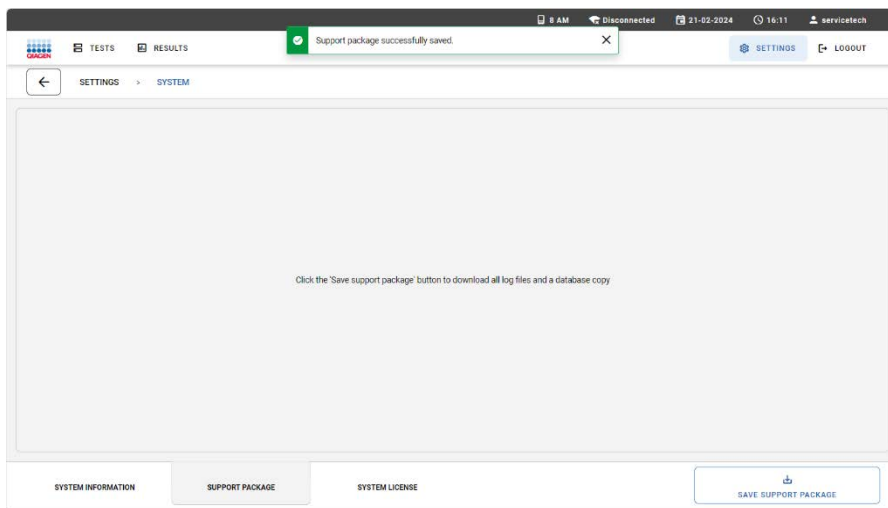 8 AM Disconnected 21-02-2024 16:11 servicetech
QIAGEN TESTS RESULTS Support package successfully saved. SETTINGS LOGOUT
SETTINGS > SYSTEM
Click the 'Save support package' button to download all log files and a database copy
SYSTEM INFORMATION SUPPORT PACKAGE SYSTEM LICENSE SAVE SUPPORT PACKAGE